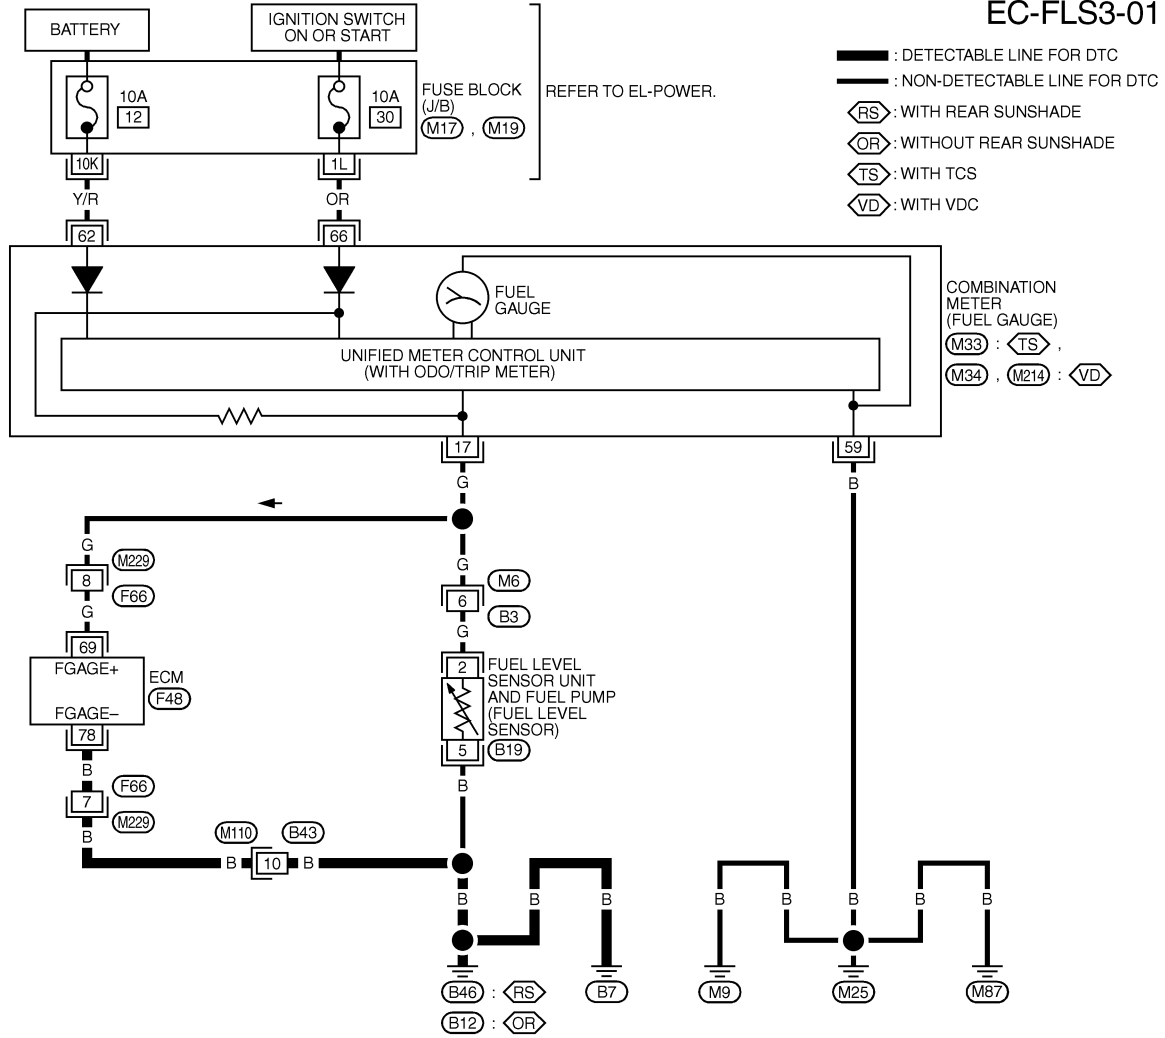 EC-FLS3-01
BATTERY
IGNITION SWITCH
ON OR START
: DETECTABLE LINE FOR DTC
: NON-DETECTABLE LINE FOR DTC
RS : WITH REAR SUNSHADE
OR : WITHOUT REAR SUNSHADE
TS : WITH TCS
VD : WITH VDC
10A
12
10A
30
FUSE BLOCK
(J/B)
M17 , M19
REFER TO EL-POWER.
10K
1L
Y/R
OR
62
66
FUEL
GAUGE
COMBINATION
METER
(FUEL GAUGE)
M33 : TS ,
M34 , M214 : VD
UNIFIED METER CONTROL UNIT
(WITH ODO/TRIP METER)
17
59
G
B
G
M229
8
F66
G
69
FGAGE+
FGAGE–
ECM
F48
78
B
F66
7
M229
B
G
M6
6
B3
G
2
FUEL LEVEL
SENSOR UNIT
AND FUEL PUMP
(FUEL LEVEL
SENSOR)
5
B19
B
M110
B43
B
10
B
B
B
B
B
B
B
B
B
B46 : RS
B12 : OR
B7
M9
M25
M87